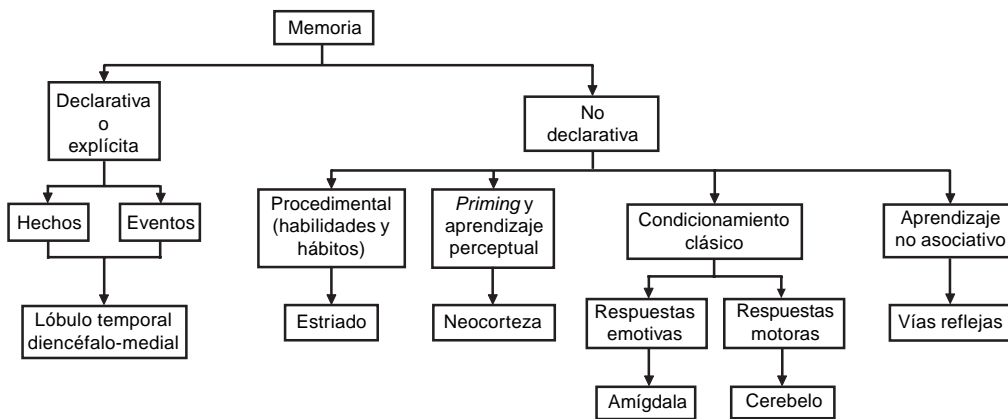 Memoria
Declarativa
o
explícita
No
declarativa
Hechos
Eventos
Procedimental
(habilidades y
hábitos)
Priming y
aprendizaje
perceptual
Condicionamiento
clásico
Aprendizaje
no asociativo
Lóbulo temporal
diencéfalo-medial
Estriado
Neocorteza
Respuestas
emotivas
Respuestas
motoras
Vías reflejas
Amígdala
Cerebelo